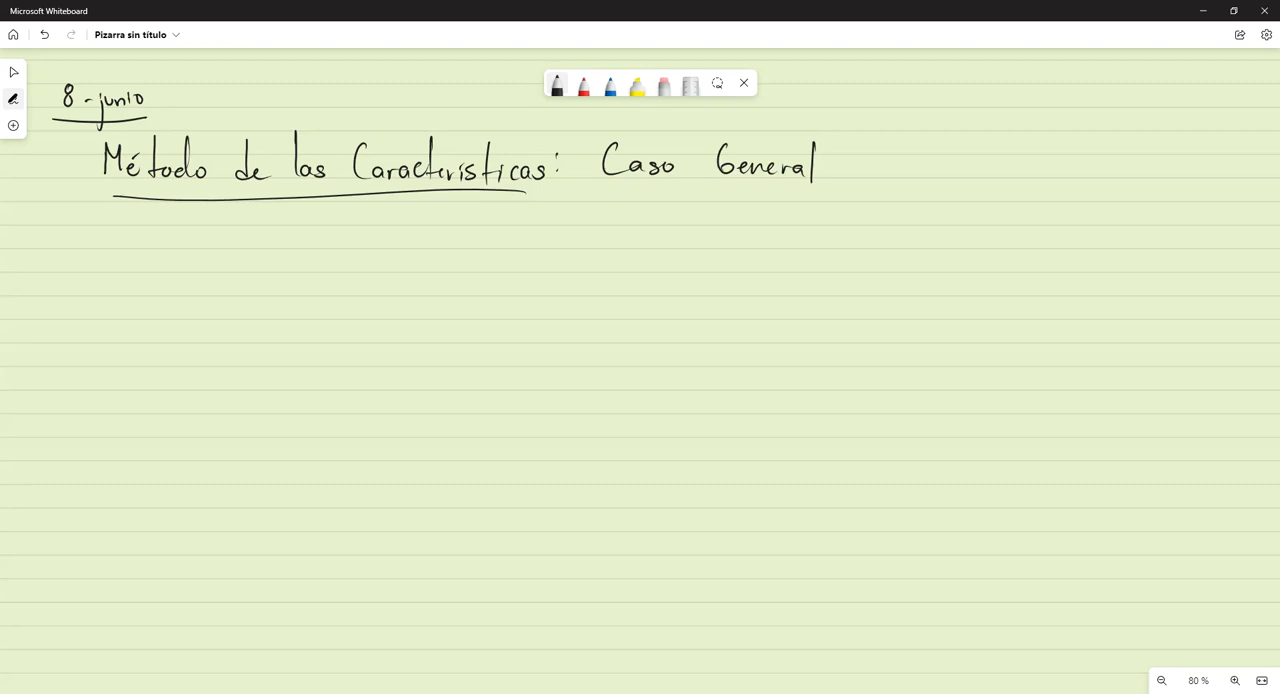 Microsoft Whiteboard
Pizarra sin título
8 - junio
Método de las Características: Caso General
80 %